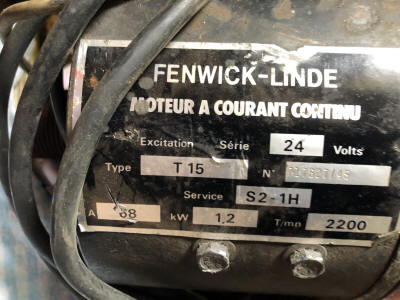 FENWICK-LINDE
MOTEUR A COURANT CONTINU
Excitation Série 24 Volts
Type T 15 N°
Service S2-1H
A 68 kW 1,2 T/mn 2200